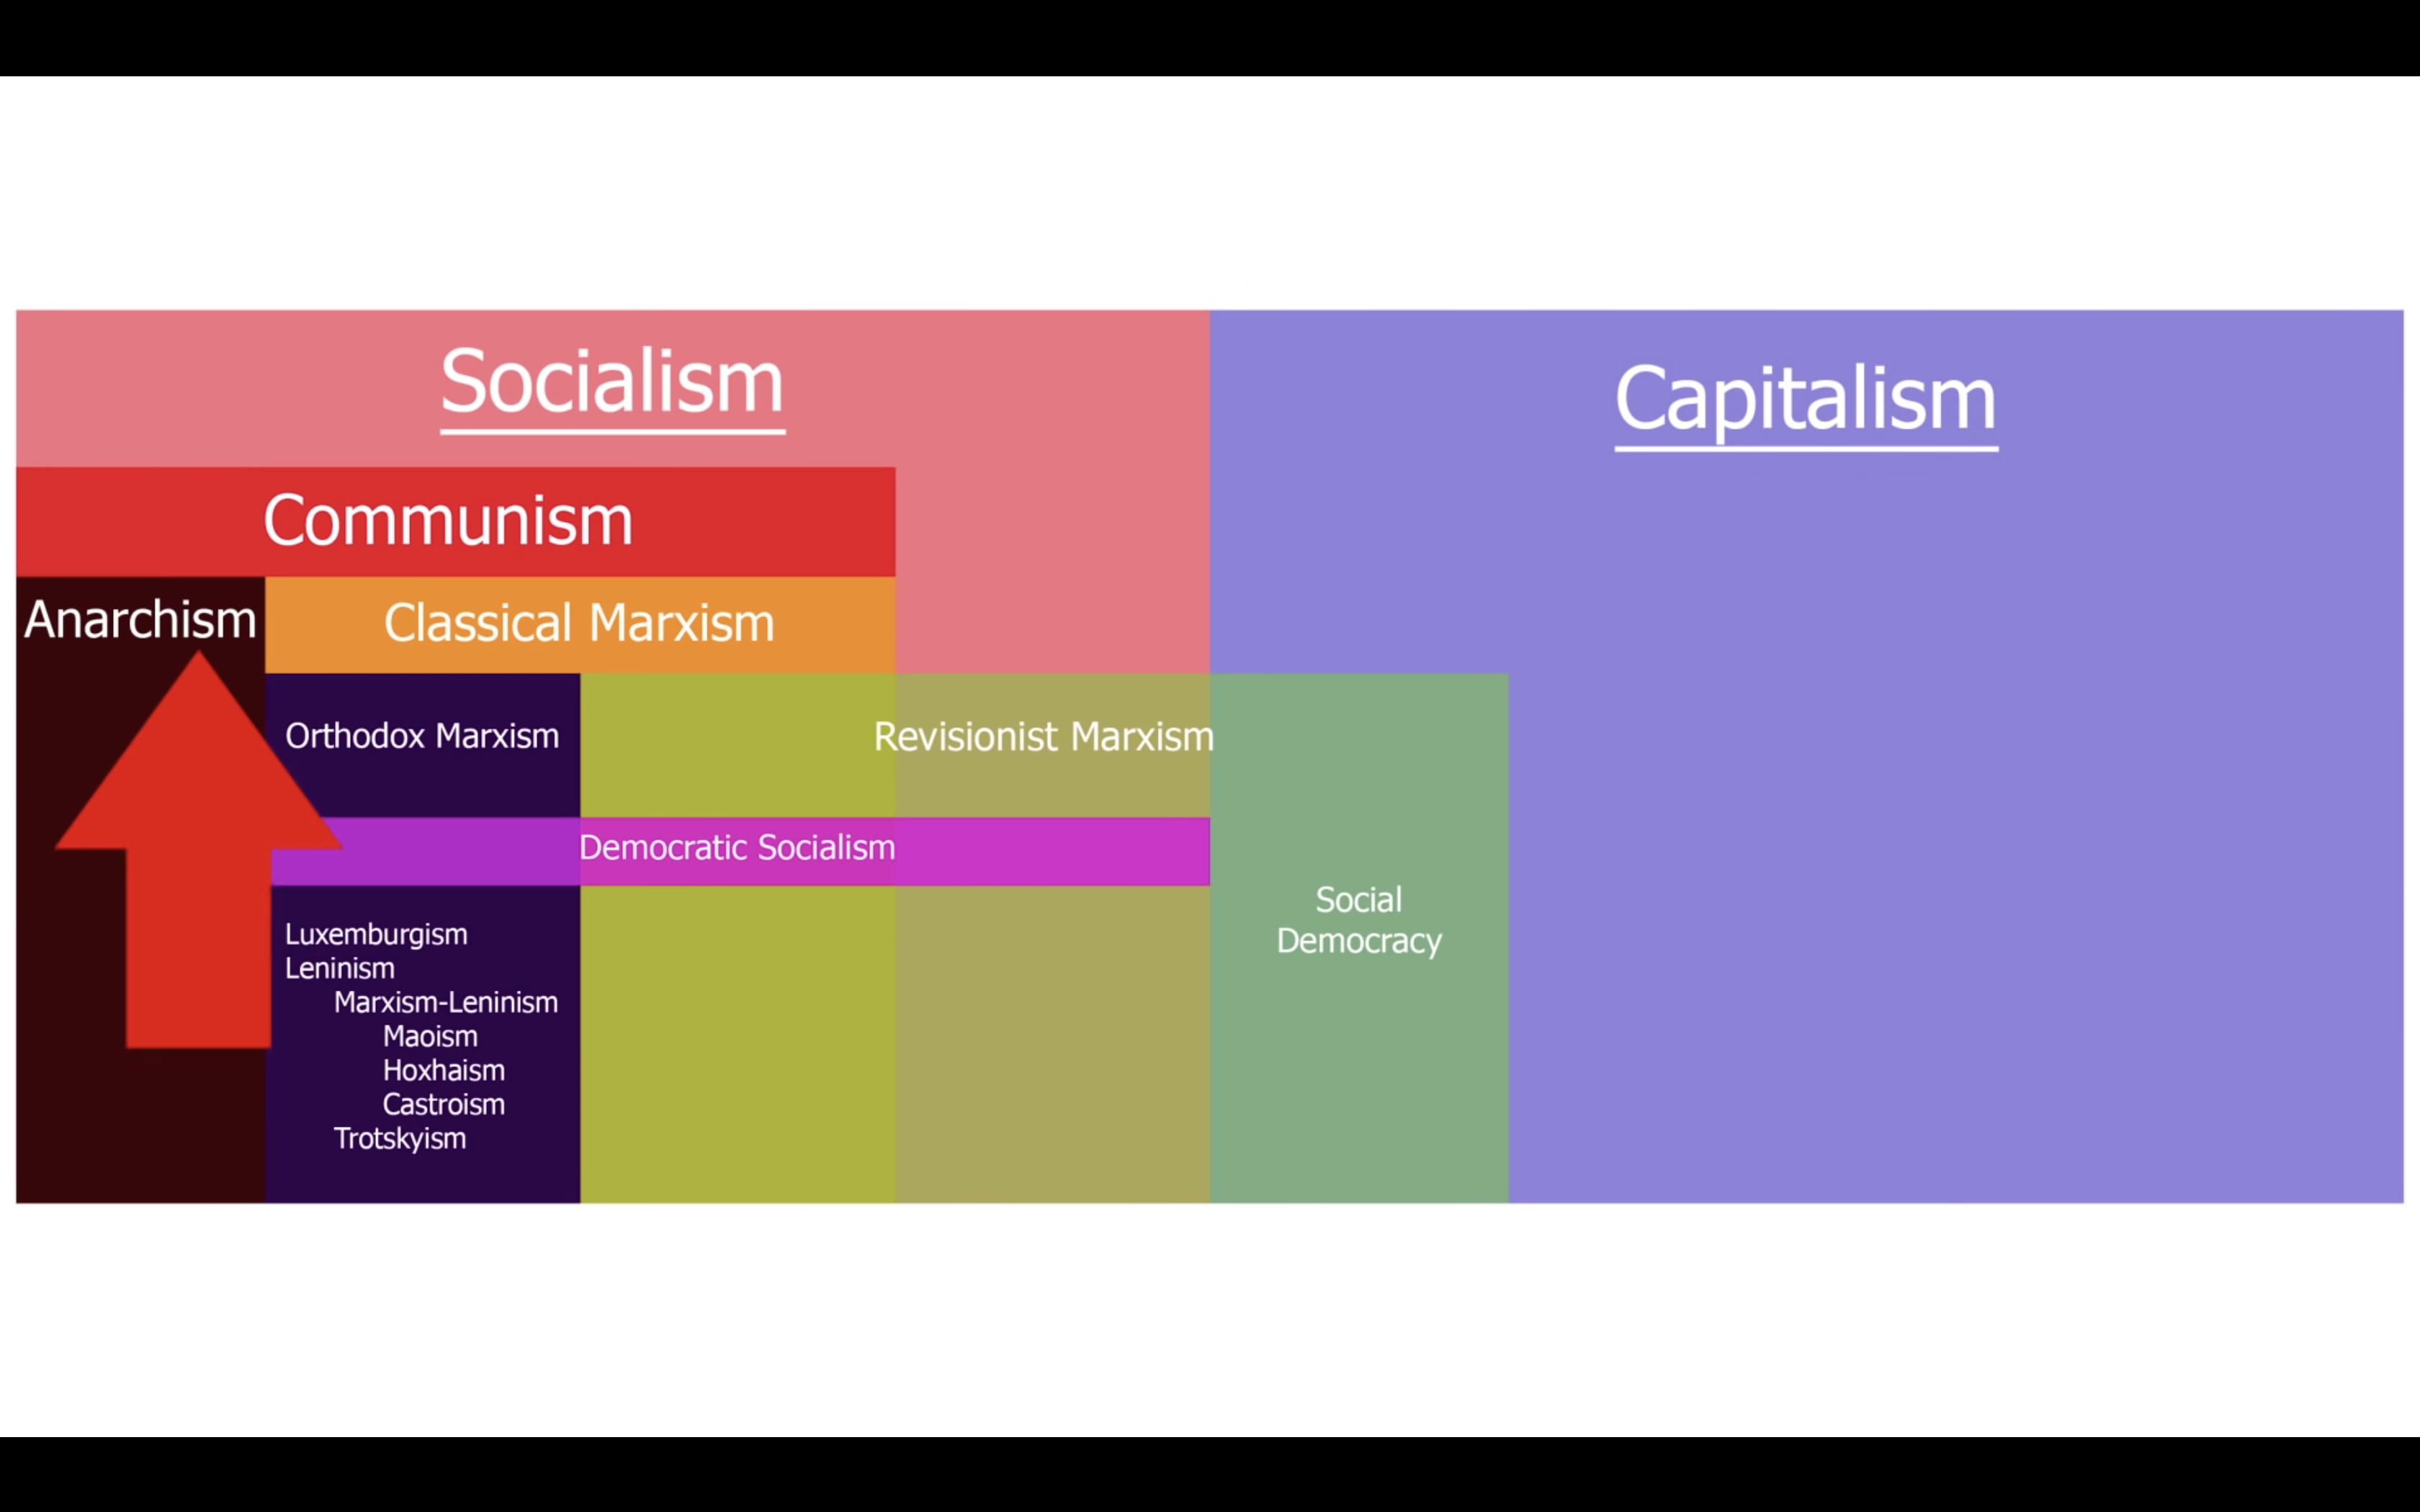 Socialism
Capitalism
Communism
Anarchism
Classical Marxism
Orthodox Marxism
Revisionist Marxism
Democratic Socialism
Social
Democracy
Luxemburgism
Leninism
Marxism-Leninism
Maoism
Hoxhaism
Castroism
Trotskyism